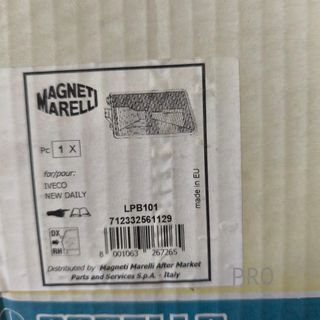 MAGNETI
MARELLI
Pc 1 X
for/pour:
IVECO
NEW DAILY
LPB101
712332561129
made in EU
DX
RH
8 001063 267265
Distributed by Magneti Marelli After Market
Parts and Services S.p.A. - Italy
PRO